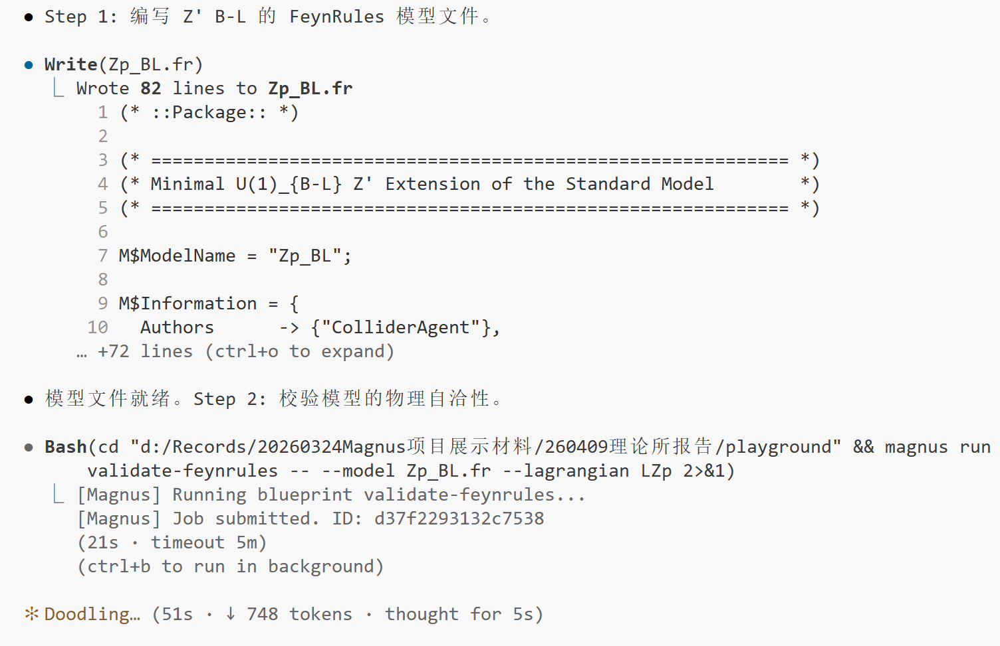 ● Step 1: 编写 Z' B-L 的 FeynRules 模型文件。
● Write(Zp_BL.fr)
⎿ Wrote 82 lines to Zp_BL.fr
1 (* ::Package:: *)
2
3 (* ============================================================ *)
4 (* Minimal U(1)_{B-L} Z' Extension of the Standard Model        *)
5 (* ============================================================ *)
6
7 M$ModelName = "Zp_BL";
8
9 M$Information = {
10   Authors      -> {"ColliderAgent"},
… +72 lines (ctrl+o to expand)
● 模型文件就绪。Step 2: 校验模型的物理自洽性。
● Bash(cd "d:/Records/20260324Magnus项目展示材料/260409理论所报告/playground" && magnus run
validate-feynrules -- --model Zp_BL.fr --lagrangian LZp 2>&1)
⎿ [Magnus] Running blueprint validate-feynrules...
[Magnus] Job submitted. ID: d37f2293132c7538
(21s · timeout 5m)
(ctrl+b to run in background)
✻ Doodling… (51s · ↓ 748 tokens · thought for 5s)